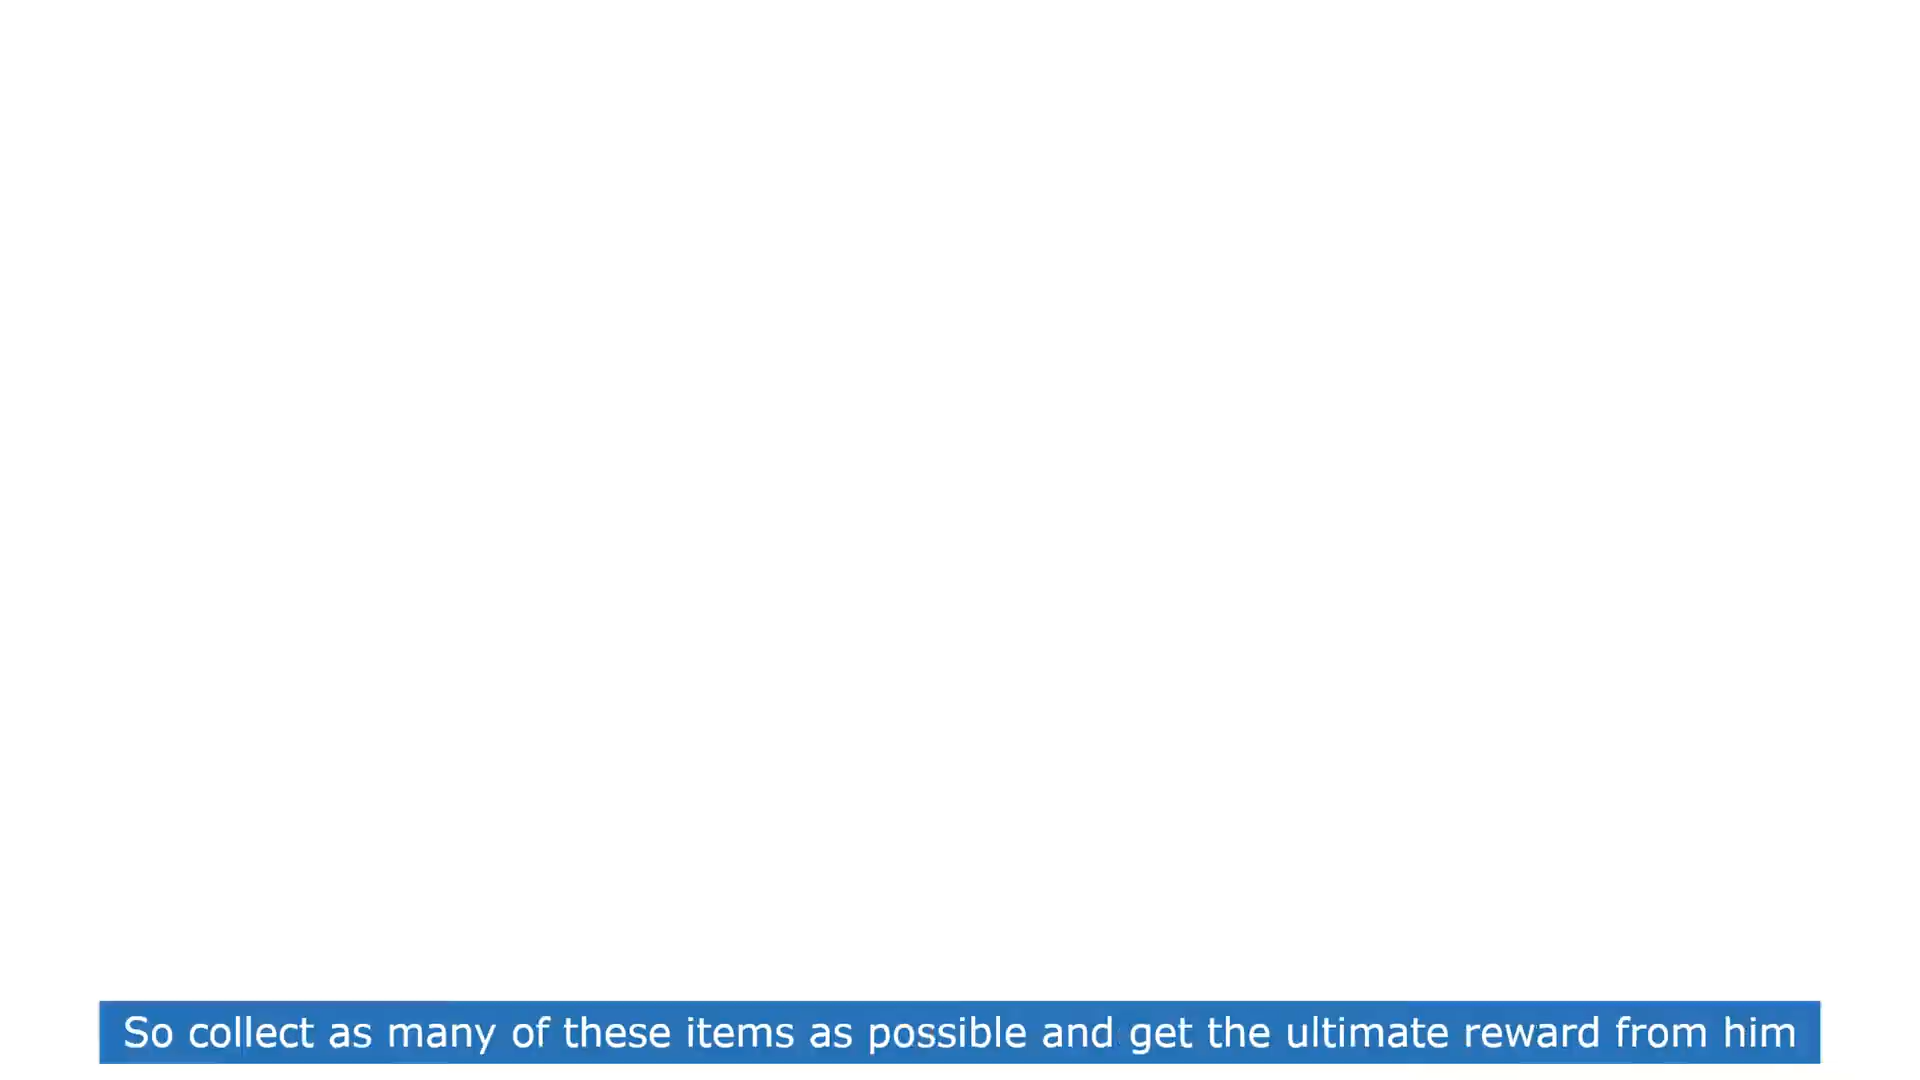 So collect as many of these items as possible and get the ultimate reward from him